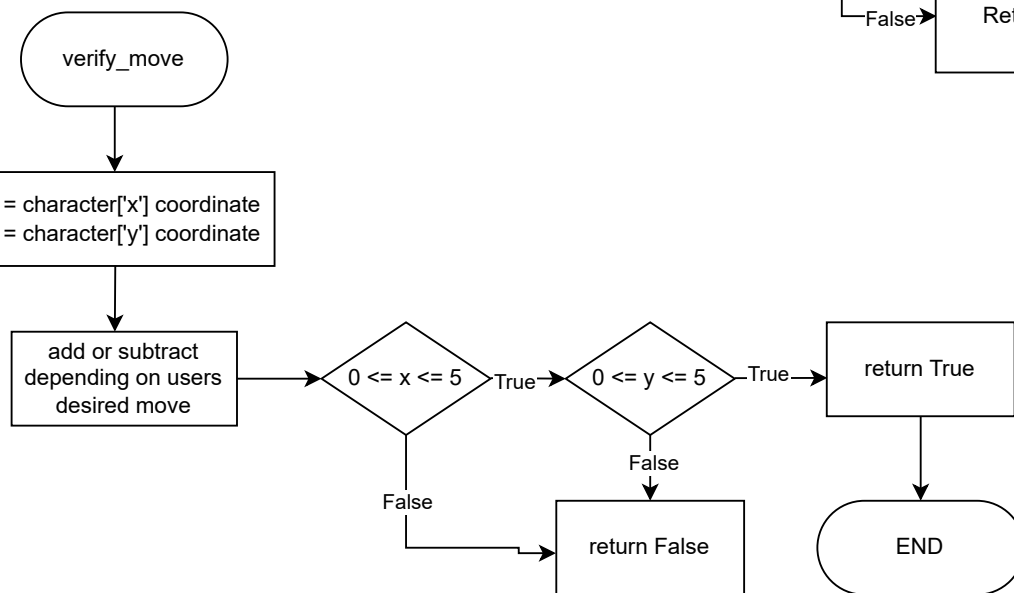 False
verify_move
= character['x'] coordinate
= character['y'] coordinate
add or subtract
depending on users
desired move
0 <= x <= 5
True
0 <= y <= 5
True
return True
False
False
return False
END